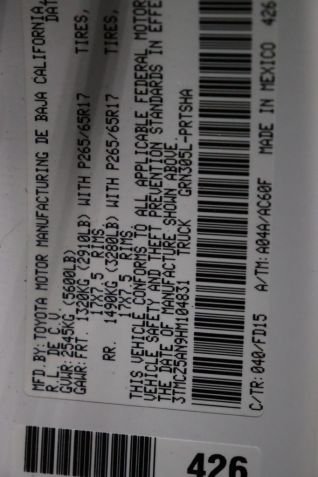 MFD. BY: TOYOTA MOTOR MANUFACTURING DE BAJA CALIFORNIA,
R.L. DE C.V.
GVWR: 2545KG (5600LB)
GAWR: FRT. 1320KG (2910LB) WITH P265/65R17 TIRES,
17X7.5 RIMS,
RR. 1490KG (3280LB) WITH P265/65R17 TIRES,
17X7.5 RIMS,
THIS VEHICLE CONFORMS TO ALL APPLICABLE FEDERAL MOTOR
VEHICLE SAFETY AND THEFT PREVENTION STANDARDS IN EFFE
THE DATE OF MANUFACTURE SHOWN ABOVE.
3TMCZ5AN9HM104831 TRUCK GRN305L-PRTSHA
C/TR: 040/FD15 A/TM: A04A/AC60F MADE IN MEXICO 426
426